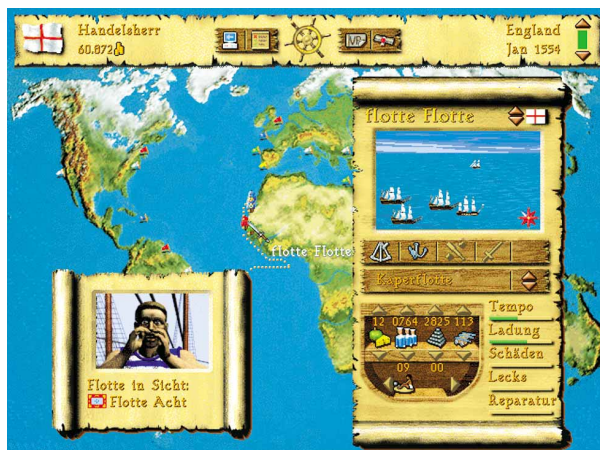 Handelsherr
60.872
VP
England
Jan 1554
flotte Flotte
flotte Flotte
Kaperflotte
12 0764 2825 113
09 00
Tempo
Ladung
Schäden
Lecks
Reparatur
Flotte in Sicht:
Flotte Acht